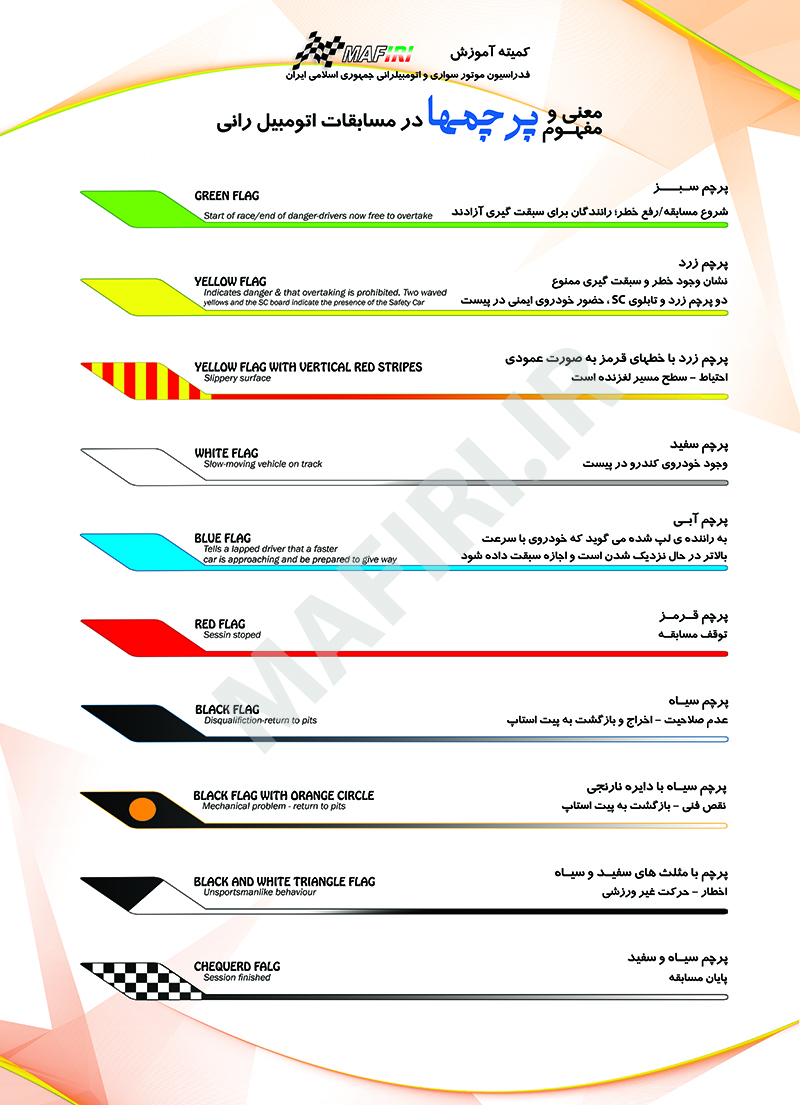 کمیته آموزش
MAFIRI
فدراسیون موتور سواری و اتومبیلرانی جمهوری اسلامی ایران
معنی و مفهوم پرچمها در مسابقات اتومبیل رانی
پرچم سبز
GREEN FLAG
شروع مسابقه/رفع خطر؛ رانندگان برای سبقت گیری آزادند
Start of race/end of danger-drivers now free to overtake
پرچم زرد
YELLOW FLAG
نشان وجود خطر و سبقت گیری ممنوع
Indicates danger & that overtaking is prohibited. Two waved
دو پرچم زرد و تابلوی SC ، حضور خودروی ایمنی در پیست
yellows and the SC board indicate the presence of the Safety Car
پرچم زرد با خطهای قرمز به صورت عمودی
YELLOW FLAG WITH VERTICAL RED STRIPES
احتیاط - سطح مسیر لغزنده است
Slippery surface
پرچم سفید
WHITE FLAG
وجود خودروی کندرو در پیست
Slow-moving vehicle on track
پرچم آبی
BLUE FLAG
به راننده ی لپ شده می گوید که خودروی با سرعت
Tells a lapped driver that a faster
بالاتر در حال نزدیک شدن است و اجازه سبقت داده شود
car is approaching and be prepared to give way
پرچم قرمز
RED FLAG
توقف مسابقه
Sessin stoped
پرچم سیاه
BLACK FLAG
عدم صلاحیت - اخراج و بازگشت به پیت استاپ
Disqualifiction-return to pits
پرچم سیاه با دایره نارنجی
BLACK FLAG WITH ORANGE CIRCLE
نقص فنی - بازگشت به پیت استاپ
Mechanical problem - return to pits
پرچم با مثلث های سفید و سیاه
BLACK AND WHITE TRIANGLE FLAG
اخطار - حرکت غیر ورزشی
Unsportsmanlike behaviour
پرچم سیاه و سفید
CHEQUERD FALG
پایان مسابقه
Session finished
MAFIRI.IR